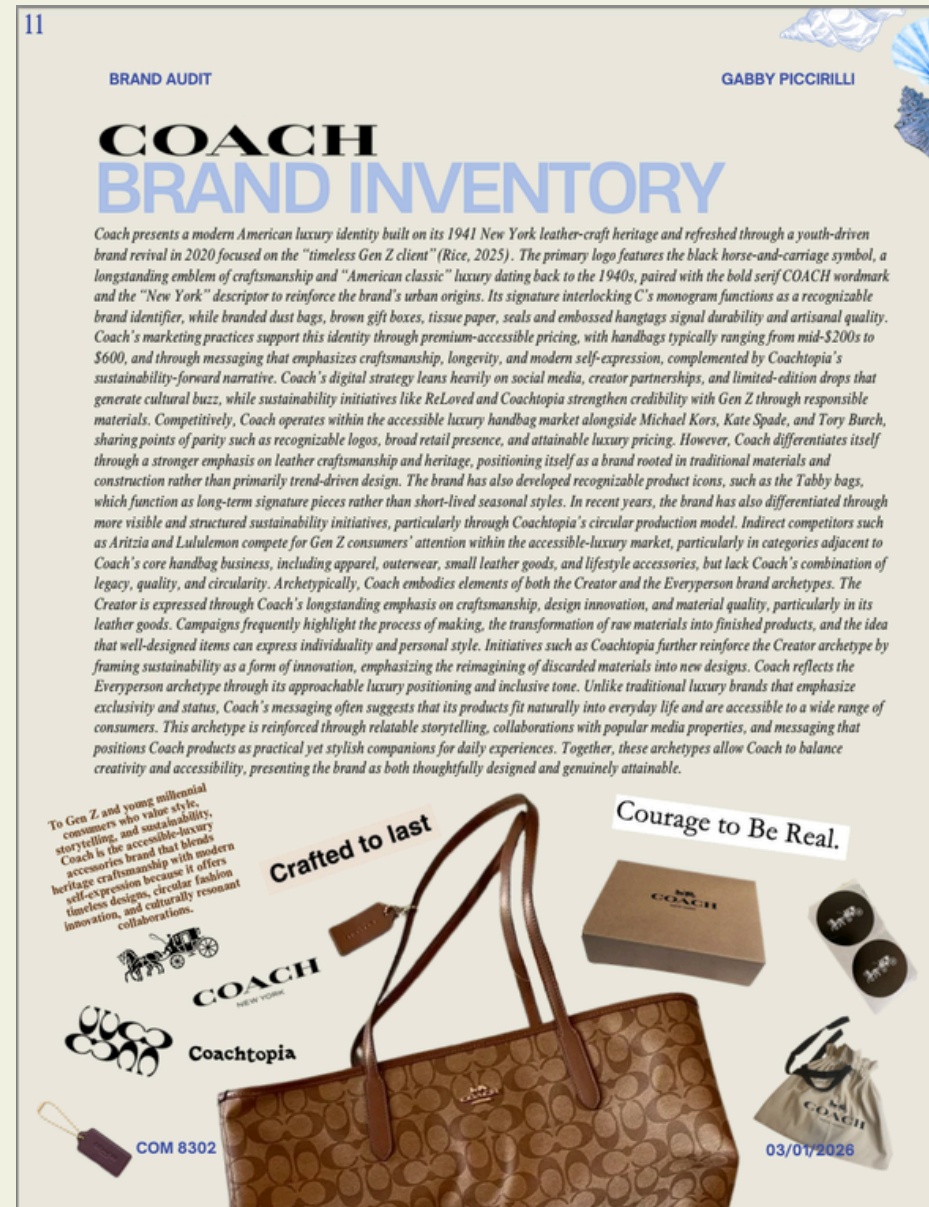 11
BRAND AUDIT
GABBY PICCIRILLI
COACH
BRAND INVENTORY
Coach presents a modern American luxury identity built on its 1941 New York leather-craft heritage and refreshed through a youth-driven
brand revival in 2020 focused on the “timeless Gen Z client” (Rice, 2025). The primary logo features the black horse-and-carriage symbol, a
longstanding emblem of craftsmanship and “American classic” luxury dating back to the 1940s, paired with the bold serif COACH wordmark
and the “New York” descriptor to reinforce the brand’s urban origins. Its signature interlocking C’s monogram functions as a recognizable
brand identifier, while branded dust bags, brown gift boxes, tissue paper, seals and embossed hangtags signal durability and artisanal quality.
Coach’s marketing practices support this identity through premium-accessible pricing, with handbags typically ranging from mid-$200s to
$600, and through messaging that emphasizes craftsmanship, longevity, and modern self-expression, complemented by Coachtopia’s
sustainability-forward narrative. Coach’s digital strategy leans heavily on social media, creator partnerships, and limited-edition drops that
generate cultural buzz, while sustainability initiatives like ReLoved and Coachtopia strengthen credibility with Gen Z through responsible
materials. Competitively, Coach operates within the accessible luxury handbag market alongside Michael Kors, Kate Spade, and Tory Burch,
sharing points of parity such as recognizable logos, broad retail presence, and attainable luxury pricing. However, Coach differentiates itself
through a stronger emphasis on leather craftsmanship and heritage, positioning itself as a brand rooted in traditional materials and
construction rather than primarily trend-driven design. The brand has also developed recognizable product icons, such as the Tabby bags,
which function as long-term signature pieces rather than short-lived seasonal styles. In recent years, the brand has also differentiated through
more visible and structured sustainability initiatives, particularly through Coachtopia’s circular production model. Indirect competitors such
as Aritzia and Lululemon compete for Gen Z consumers’ attention within the accessible-luxury market, particularly in categories adjacent to
Coach’s core handbag business, including apparel, outerwear, small leather goods, and lifestyle accessories, but lack Coach’s combination of
legacy, quality, and circularity. Archetypically, Coach embodies elements of both the Creator and the Everyperson brand archetypes. The
Creator is expressed through Coach’s longstanding emphasis on craftsmanship, design innovation, and material quality, particularly in its
leather goods. Campaigns frequently highlight the process of making, the transformation of raw materials into finished products, and the idea
that well-designed items can express individuality and personal style. Initiatives such as Coachtopia further reinforce the Creator archetype by
framing sustainability as a form of innovation, emphasizing the reimagining of discarded materials into new designs. Coach reflects the
Everyperson archetype through its approachable luxury positioning and inclusive tone. Unlike traditional luxury brands that emphasize
exclusivity and status, Coach’s messaging often suggests that its products fit naturally into everyday life and are accessible to a wide range of
consumers. This archetype is reinforced through relatable storytelling, collaborations with popular media properties, and messaging that
positions Coach products as practical yet stylish companions for daily experiences. Together, these archetypes allow Coach to balance
creativity and accessibility, presenting the brand as both thoughtfully designed and genuinely attainable.
To Gen Z and young millennial
consumers who value style,
storytelling, and sustainability,
Coach is the accessible-luxury
accessories brand that blends
heritage craftsmanship with modern
self-expression because it offers
timeless designs, circular fashion
innovation, and culturally resonant
collaborations.
Crafted to last
Courage to Be Real.
COACH
NEW YORK
COACH
NEW YORK
Coachtopia
COACH
COM 8302
03/01/2026